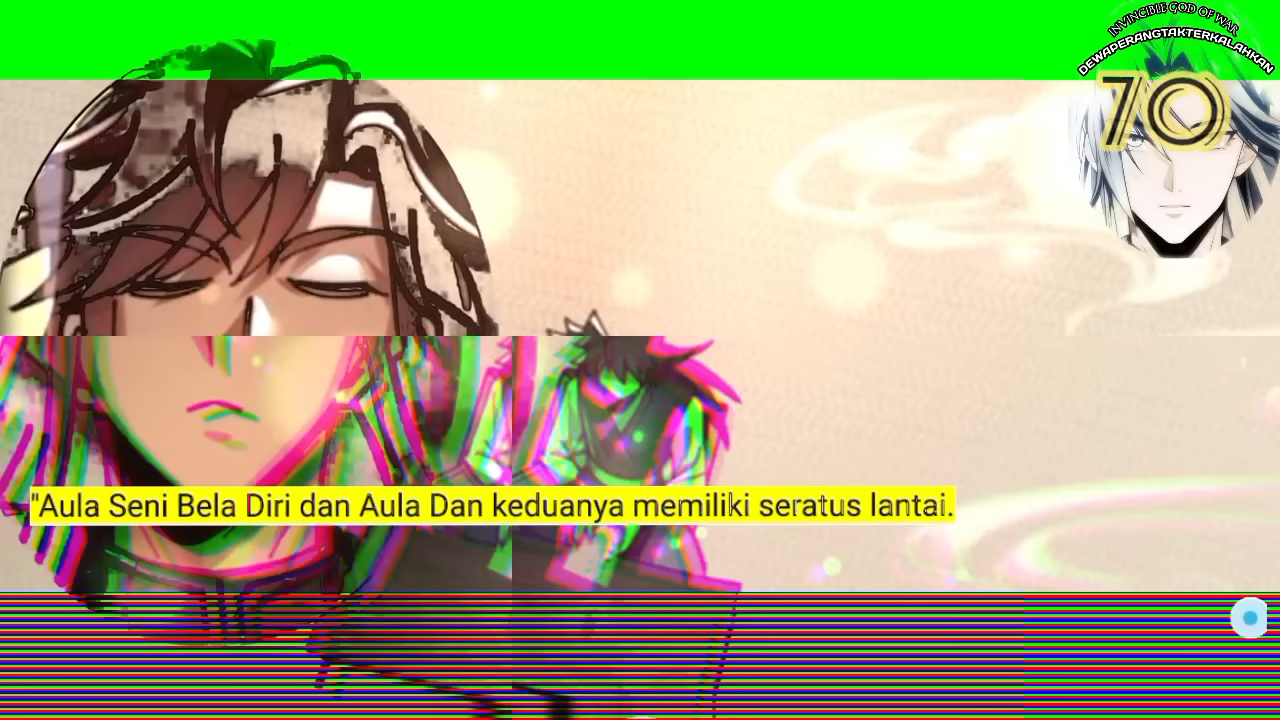 INVINCIBLE GOD OF WAR
DEWAPERANGTAKTERKALAHKAN
70
"Aula Seni Bela Diri dan Aula Dan keduanya memiliki seratus lantai.